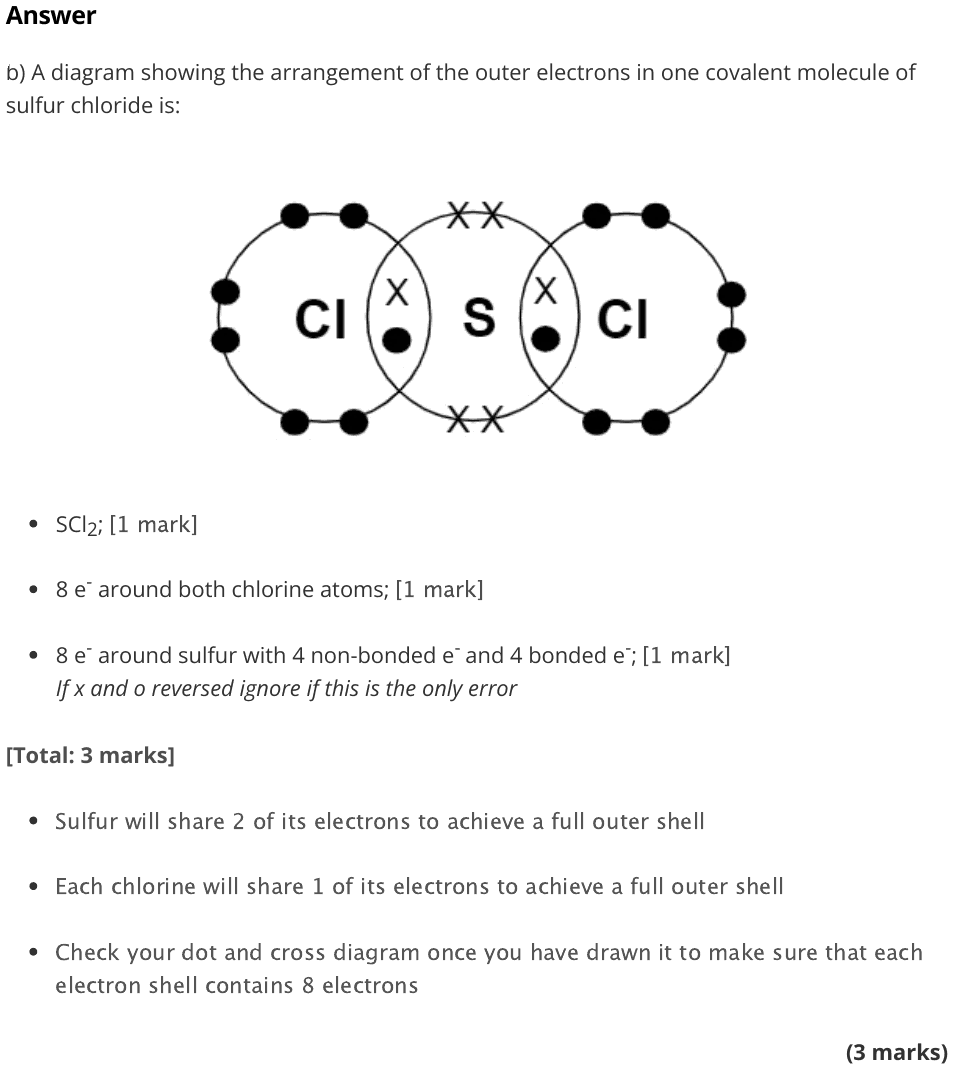 Answer
b) A diagram showing the arrangement of the outer electrons in one covalent molecule of
sulfur chloride is:
Cl X S X Cl
X X
X X
• SCl₂; [1 mark]
• 8 e⁻ around both chlorine atoms; [1 mark]
• 8 e⁻ around sulfur with 4 non-bonded e⁻ and 4 bonded e⁻; [1 mark]
If x and o reversed ignore if this is the only error
[Total: 3 marks]
• Sulfur will share 2 of its electrons to achieve a full outer shell
• Each chlorine will share 1 of its electrons to achieve a full outer shell
• Check your dot and cross diagram once you have drawn it to make sure that each
electron shell contains 8 electrons
(3 marks)